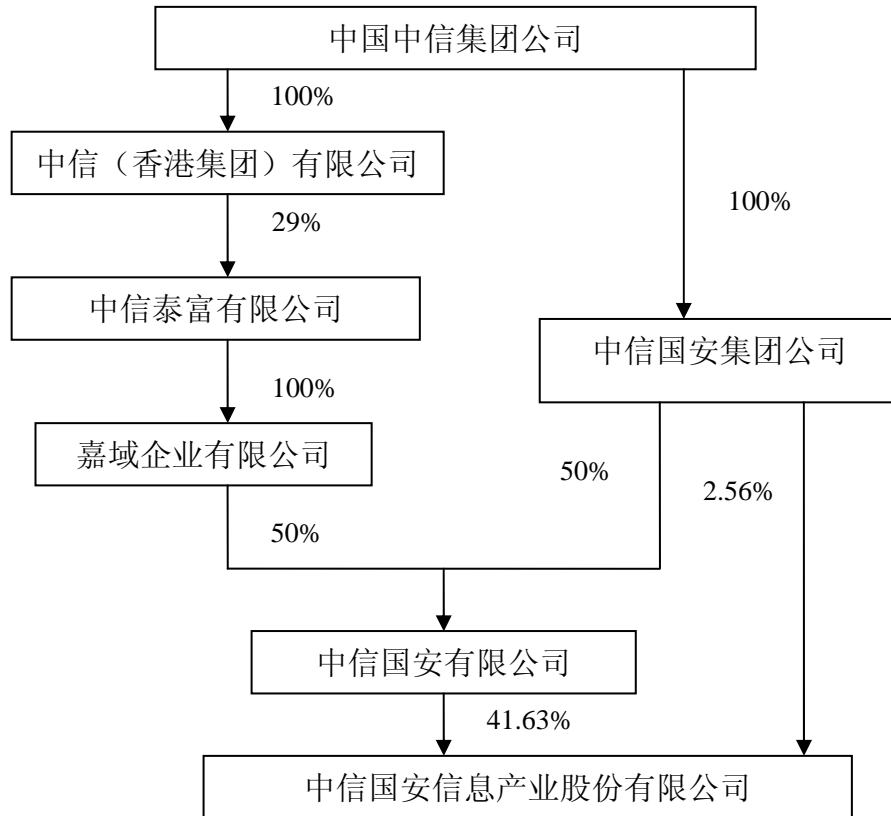 中国中信集团公司
100%
中信（香港集团）有限公司
29%
100%
中信泰富有限公司
中信国安集团公司
100%
嘉域企业有限公司
50%
2.56%
50%
中信国安有限公司
41.63%
中信国安信息产业股份有限公司